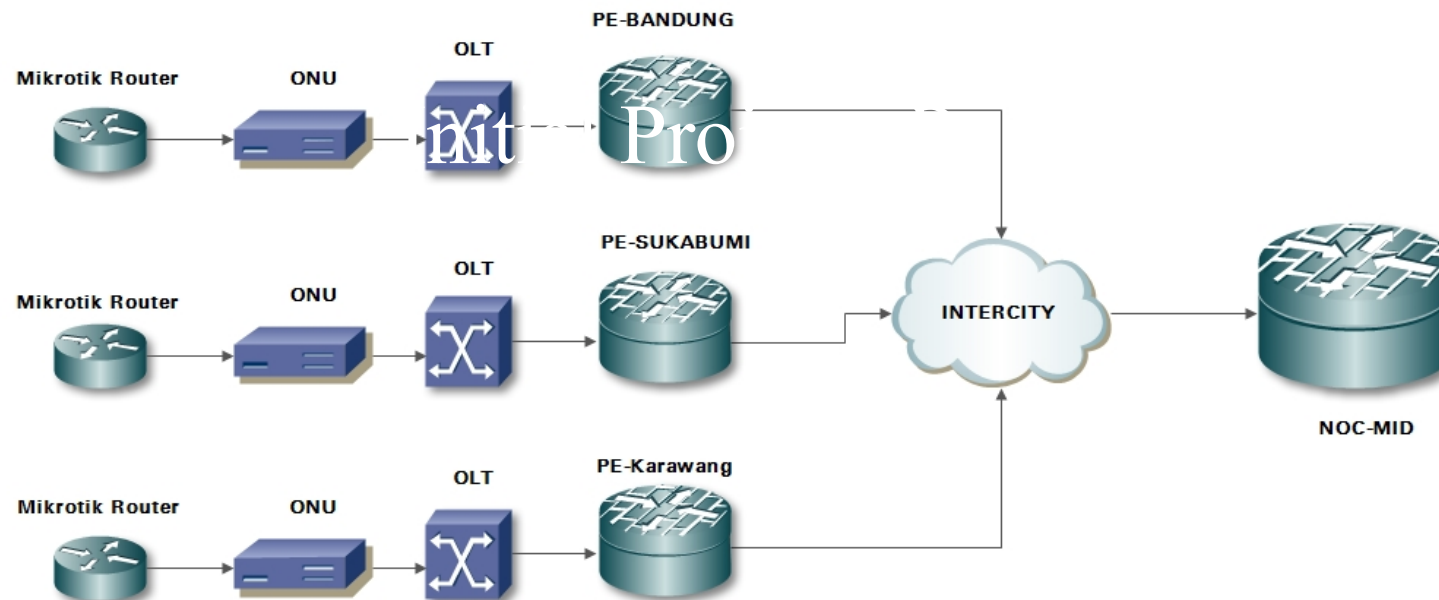 PE-BANDUNG
OLT
Mikrotik Router
ONU
PE-SUKABUMI
OLT
Mikrotik Router
ONU
INTERCITY
NOC-MID
PE-Karawang
OLT
Mikrotik Router
ONU